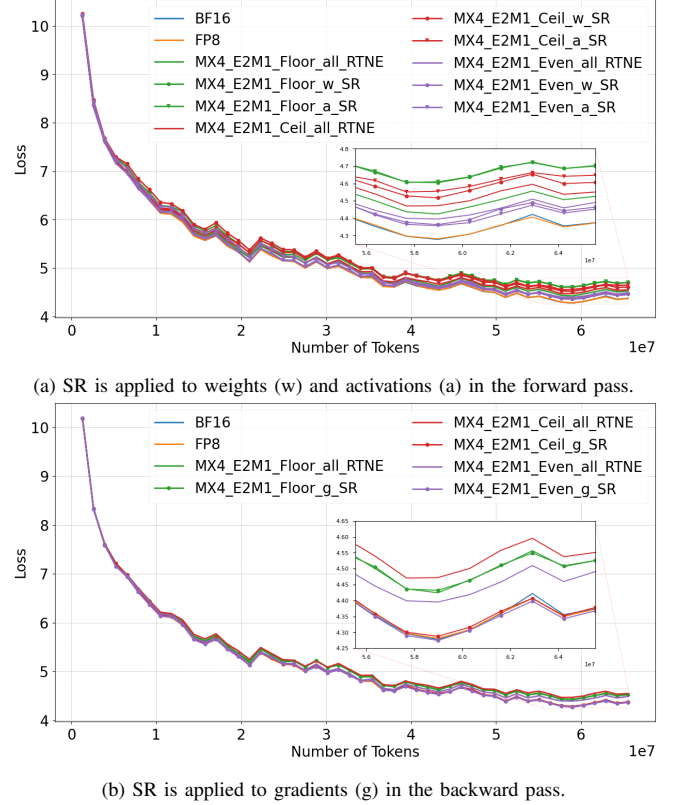 BF16
FP8
MX4_E2M1_Floor_all_RTNE
MX4_E2M1_Floor_w_SR
MX4_E2M1_Floor_a_SR
MX4_E2M1_Ceil_all_RTNE
MX4_E2M1_Ceil_w_SR
MX4_E2M1_Ceil_a_SR
MX4_E2M1_Even_all_RTNE
MX4_E2M1_Even_w_SR
MX4_E2M1_Even_a_SR
10
9
8
7
6
5
4
Loss
4.8
4.7
4.6
4.5
4.4
4.3
5.6
5.8
6.0
6.2
6.4
1e7
0
1
2
3
4
5
6
1e7
Number of Tokens
(a) SR is applied to weights (w) and activations (a) in the forward pass.
BF16
FP8
MX4_E2M1_Floor_all_RTNE
MX4_E2M1_Floor_g_SR
MX4_E2M1_Ceil_all_RTNE
MX4_E2M1_Ceil_g_SR
MX4_E2M1_Even_all_RTNE
MX4_E2M1_Even_g_SR
10
9
8
7
6
5
4
Loss
4.65
4.60
4.55
4.50
4.45
4.40
4.35
4.30
4.25
5.6
5.8
6.0
6.2
6.4
1e7
0
1
2
3
4
5
6
1e7
Number of Tokens
(b) SR is applied to gradients (g) in the backward pass.